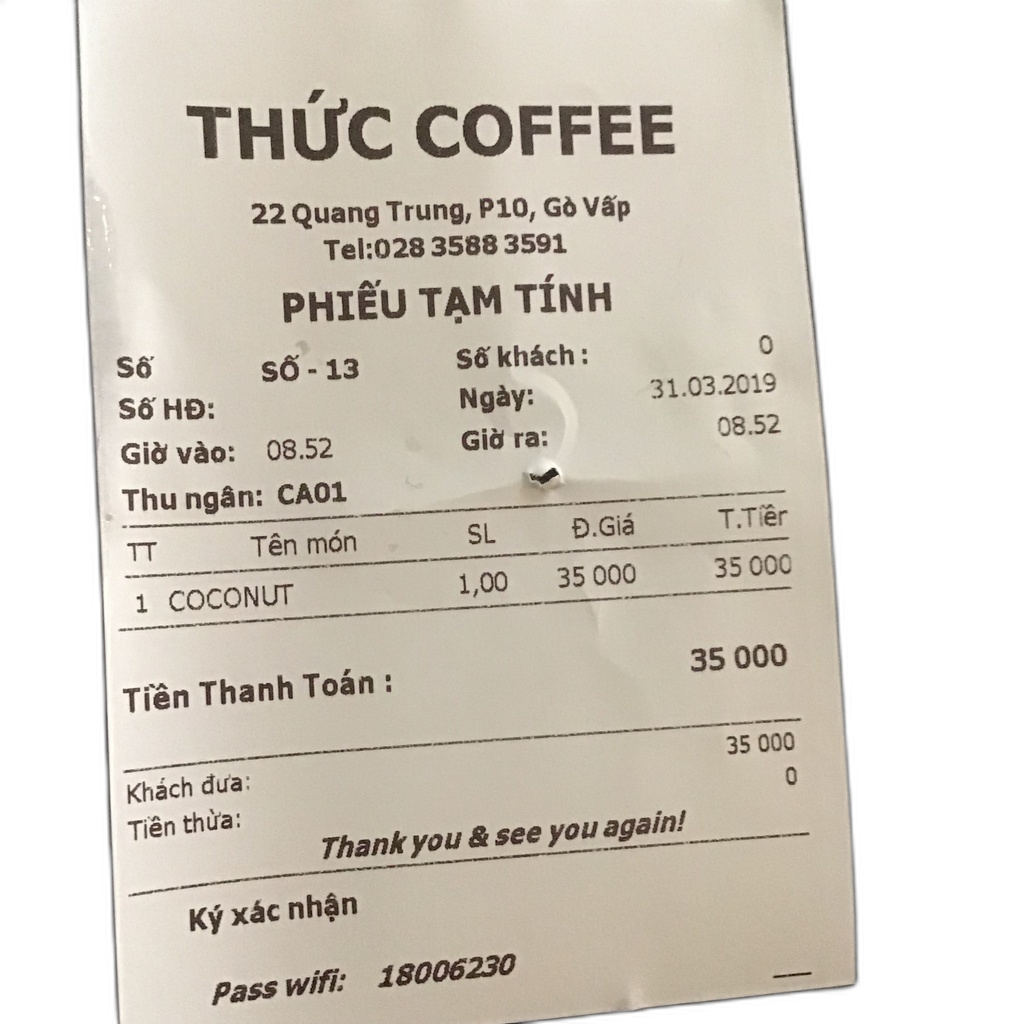 THỨC COFFEE
22 Quang Trung, P10, Gò Vấp
Tel:028 3588 3591
PHIẾU TẠM TÍNH
Số SỐ - 13 Số khách : 0
Số HĐ: Ngày: 31.03.2019
Giờ vào: 08.52 Giờ ra: 08.52
Thu ngân: CA01
TT Tên món SL Đ.Giá T.Tiền
1 COCONUT 1,00 35 000 35 000
Tiền Thanh Toán : 35 000
Khách đưa: 35 000
Tiền thừa: 0
Thank you & see you again!
Ký xác nhận
Pass wifi: 18006230